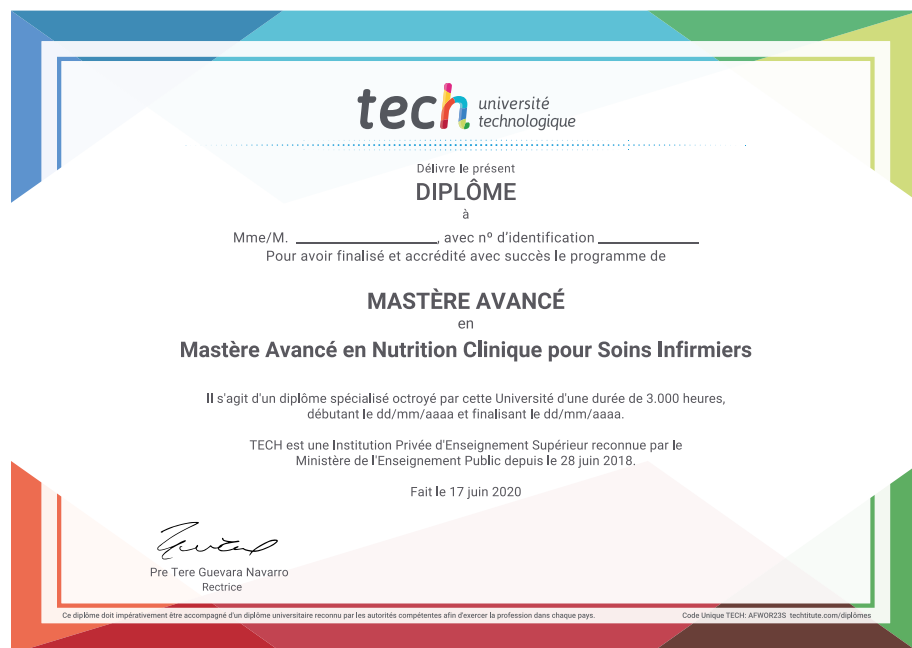 tech université
technologique
Délivre le présent
DIPLÔME
à
Mme/M. ____________________, avec nº d'identification ______________
Pour avoir finalisé et accrédité avec succès le programme de
MASTÈRE AVANCÉ
en
Mastère Avancé en Nutrition Clinique pour Soins Infirmiers
Il s'agit d'un diplôme spécialisé octroyé par cette Université d'une durée de 3.000 heures,
débutant le dd/mm/aaaa et finalisant le dd/mm/aaaa.
TECH est une Institution Privée d'Enseignement Supérieur reconnue par le
Ministère de l'Enseignement Public depuis le 28 juin 2018.
Fait le 17 juin 2020
Pre Tere Guevara Navarro
Rectrice
Ce diplôme doit impérativement être accompagné d'un diplôme universitaire reconnu par les autorités compétentes afin d'exercer la profession dans chaque pays. Code Unique TECH: AFWOR23S techtitute.com/diplômes